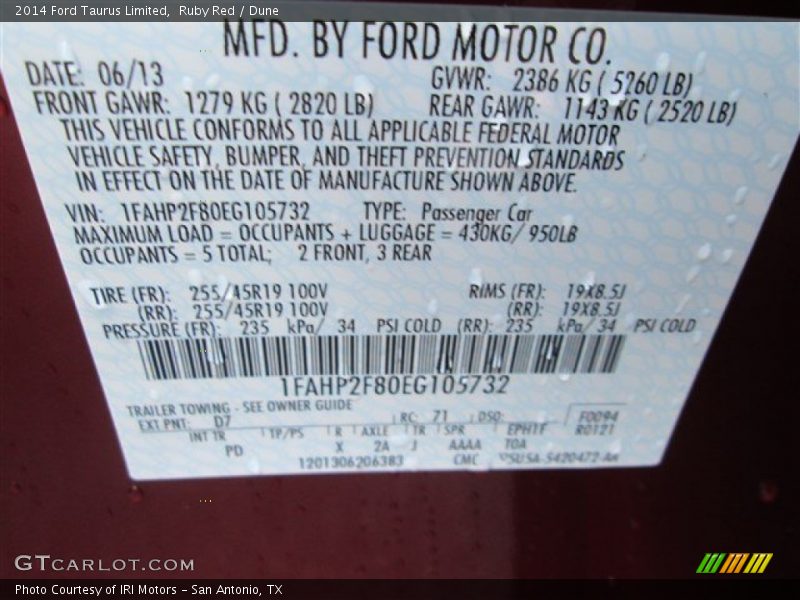 2014 Ford Taurus Limited,  Ruby Red / Dune
MFD. BY FORD MOTOR CO.
DATE: 06/13 GVWR: 2386 KG ( 5260 LB)
FRONT GAWR: 1279 KG ( 2820 LB) REAR GAWR: 1143 KG ( 2520 LB)
THIS VEHICLE CONFORMS TO ALL APPLICABLE FEDERAL MOTOR
VEHICLE SAFETY, BUMPER, AND THEFT PREVENTION STANDARDS
IN EFFECT ON THE DATE OF MANUFACTURE SHOWN ABOVE.
VIN: 1FAHP2F80EG105732 TYPE: Passenger Car
MAXIMUM LOAD = OCCUPANTS + LUGGAGE = 430KG/ 950LB
OCCUPANTS = 5 TOTAL; 2 FRONT, 3 REAR
TIRE (FR): 255/45R19 100V RIMS (FR): 19X8.5J
(RR): 255/45R19 100V (RR): 19X8.5J
PRESSURE (FR): 235 kPa/ 34 PSI COLD (RR): 235 kPa/ 34 PSI COLD
1FAHP2F80EG105732
TRAILER TOWING - SEE OWNER GUIDE
EXT PNT: D7 RC: 71 DSO: F0094
INT TR TP/PS R AXLE TR SPR EPHTF R0121
PD X 2A J AAAA TOA
1201306206383 CMC
GTcarlot.com
Photo Courtesy of IRI Motors – San Antonio, TX